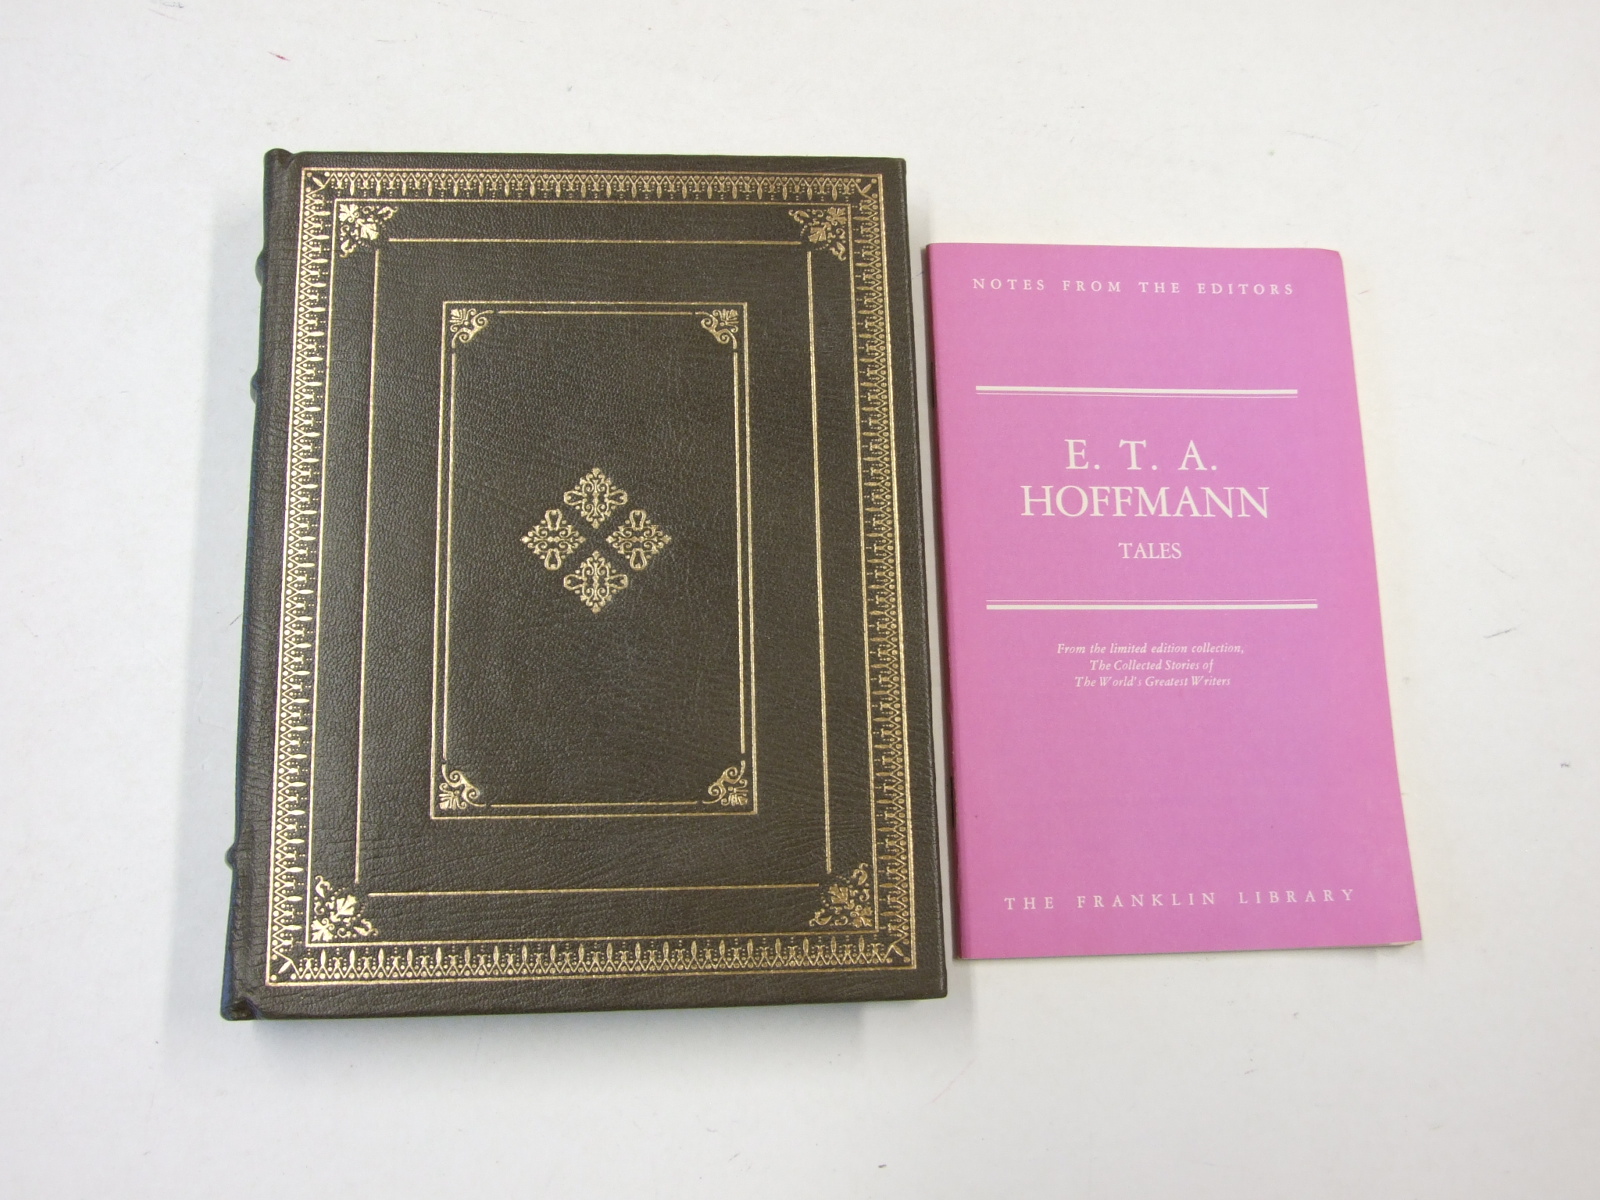 NOTES FROM THE EDITORS
E. T. A.
HOFFMANN
TALES
From the limited edition collection,
The Collected Stories of
The World's Greatest Writers
THE FRANKLIN LIBRARY